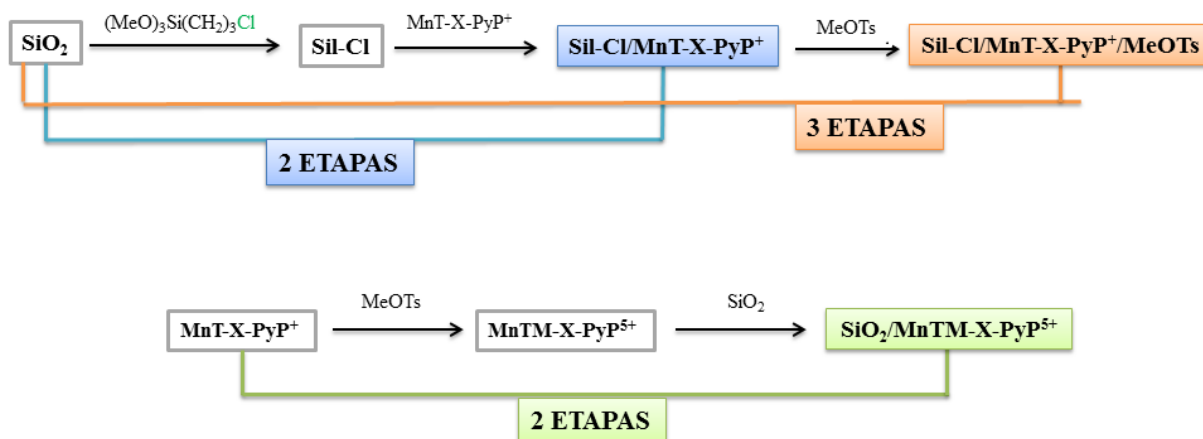 (MeO)₃Si(CH₂)₃Cl
MnT-X-PyP⁺
MeOTs
SiO₂
Sil-Cl
Sil-Cl/MnT-X-PyP⁺
Sil-Cl/MnT-X-PyP⁺/MeOTs
3 ETAPAS
2 ETAPAS
MeOTs
SiO₂
MnT-X-PyP⁺
MnTM-X-PyP⁵⁺
SiO₂/MnTM-X-PyP⁵⁺
2 ETAPAS